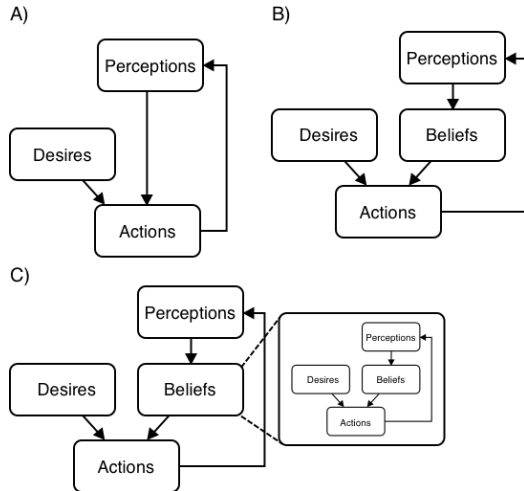 A)
Perceptions
Desires
Actions
B)
Perceptions
Desires
Beliefs
Actions
C)
Perceptions
Desires
Beliefs
Actions
Perceptions
Desires
Beliefs
Actions